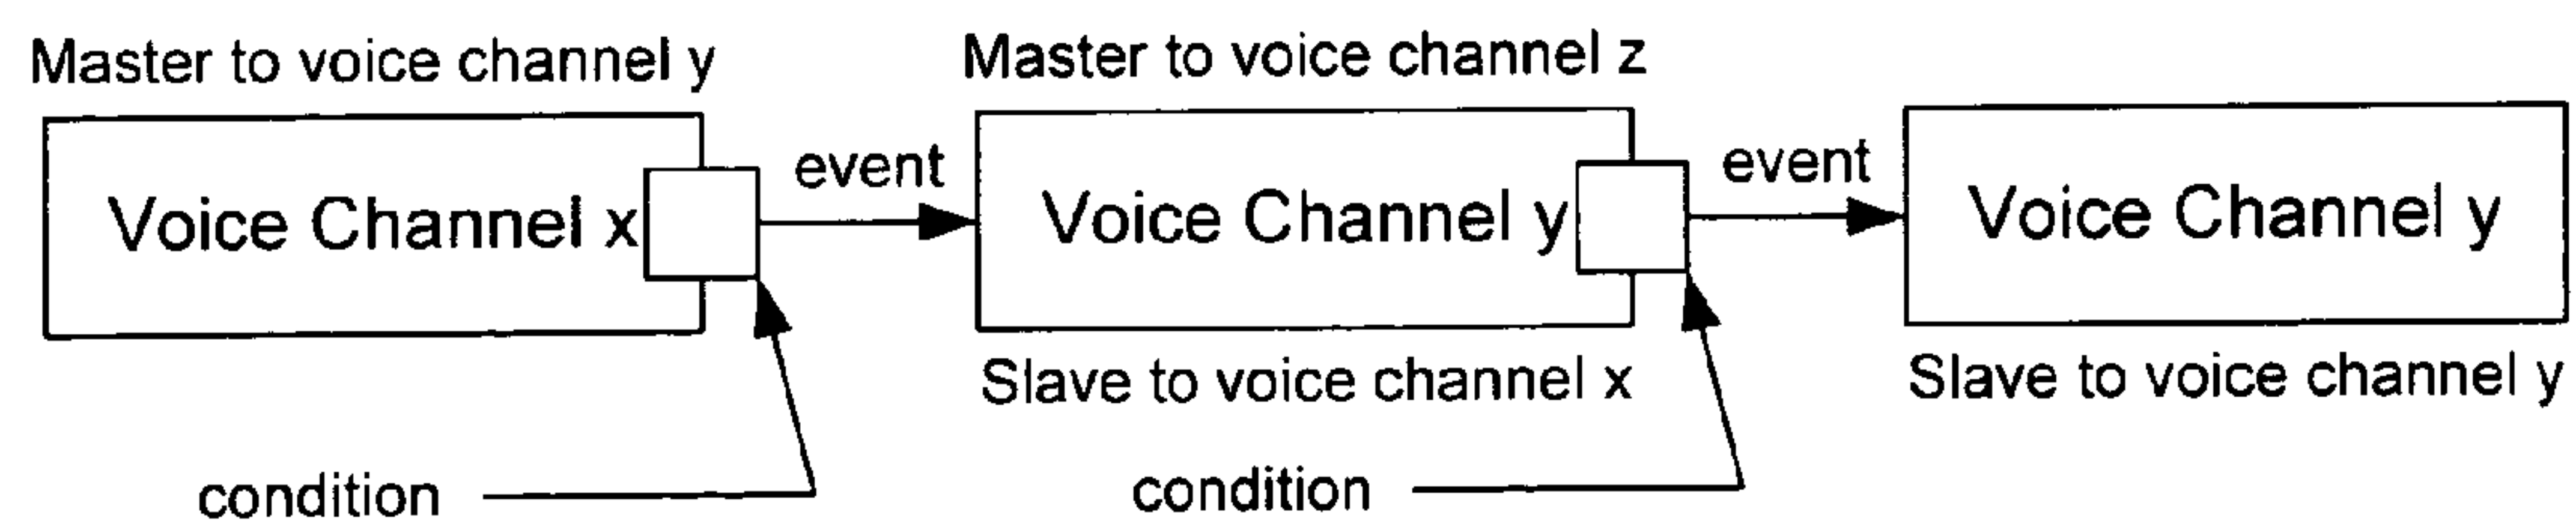 Master to voice channel y
Master to voice channel z
event
event
Voice Channel x
Voice Channel y
Voice Channel y
Slave to voice channel x
Slave to voice channel y
condition
condition